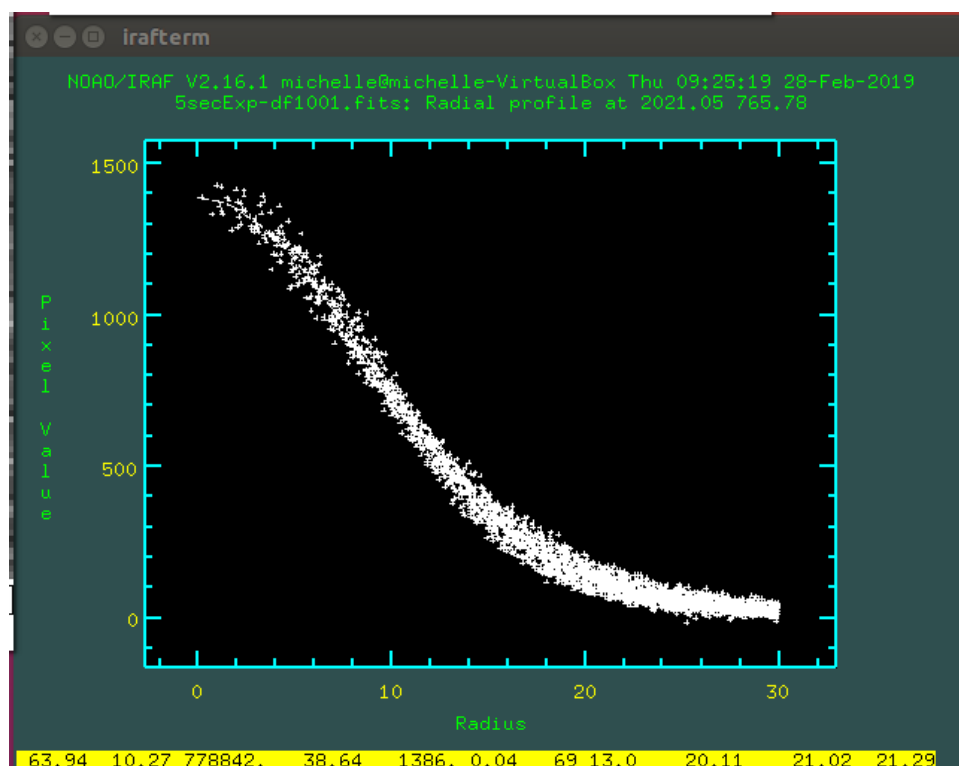 irafterm
NOAO/IRAF V2.16.1 michelle@michelle-VirtualBox Thu 09:25:19 28-Feb-2019
5secExp-df1001.fits: Radial profile at 2021.05 765.78
1500
1000
500
0
Pixel Value
0 10 20 30
Radius
63.94 10.27 778842. 38.64 1386. 0.04 69 13.0 20.11 21.02 21.29